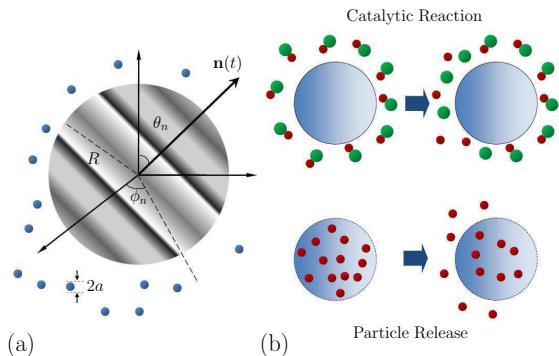 Catalytic Reaction
n(t)
θn
R
ϕn
2a
Particle Release
(a)
(b)